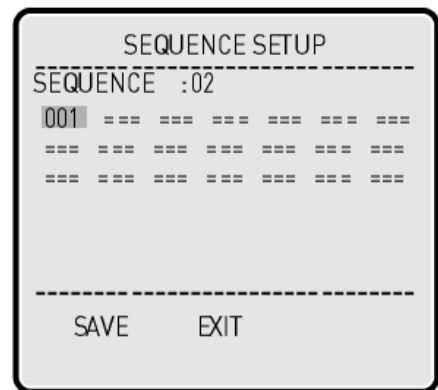 SEQUENCE SETUP
SEQUENCE :02
001 === === === === === ===
=== === === === === === ===
=== === === === === === ===
SAVE EXIT